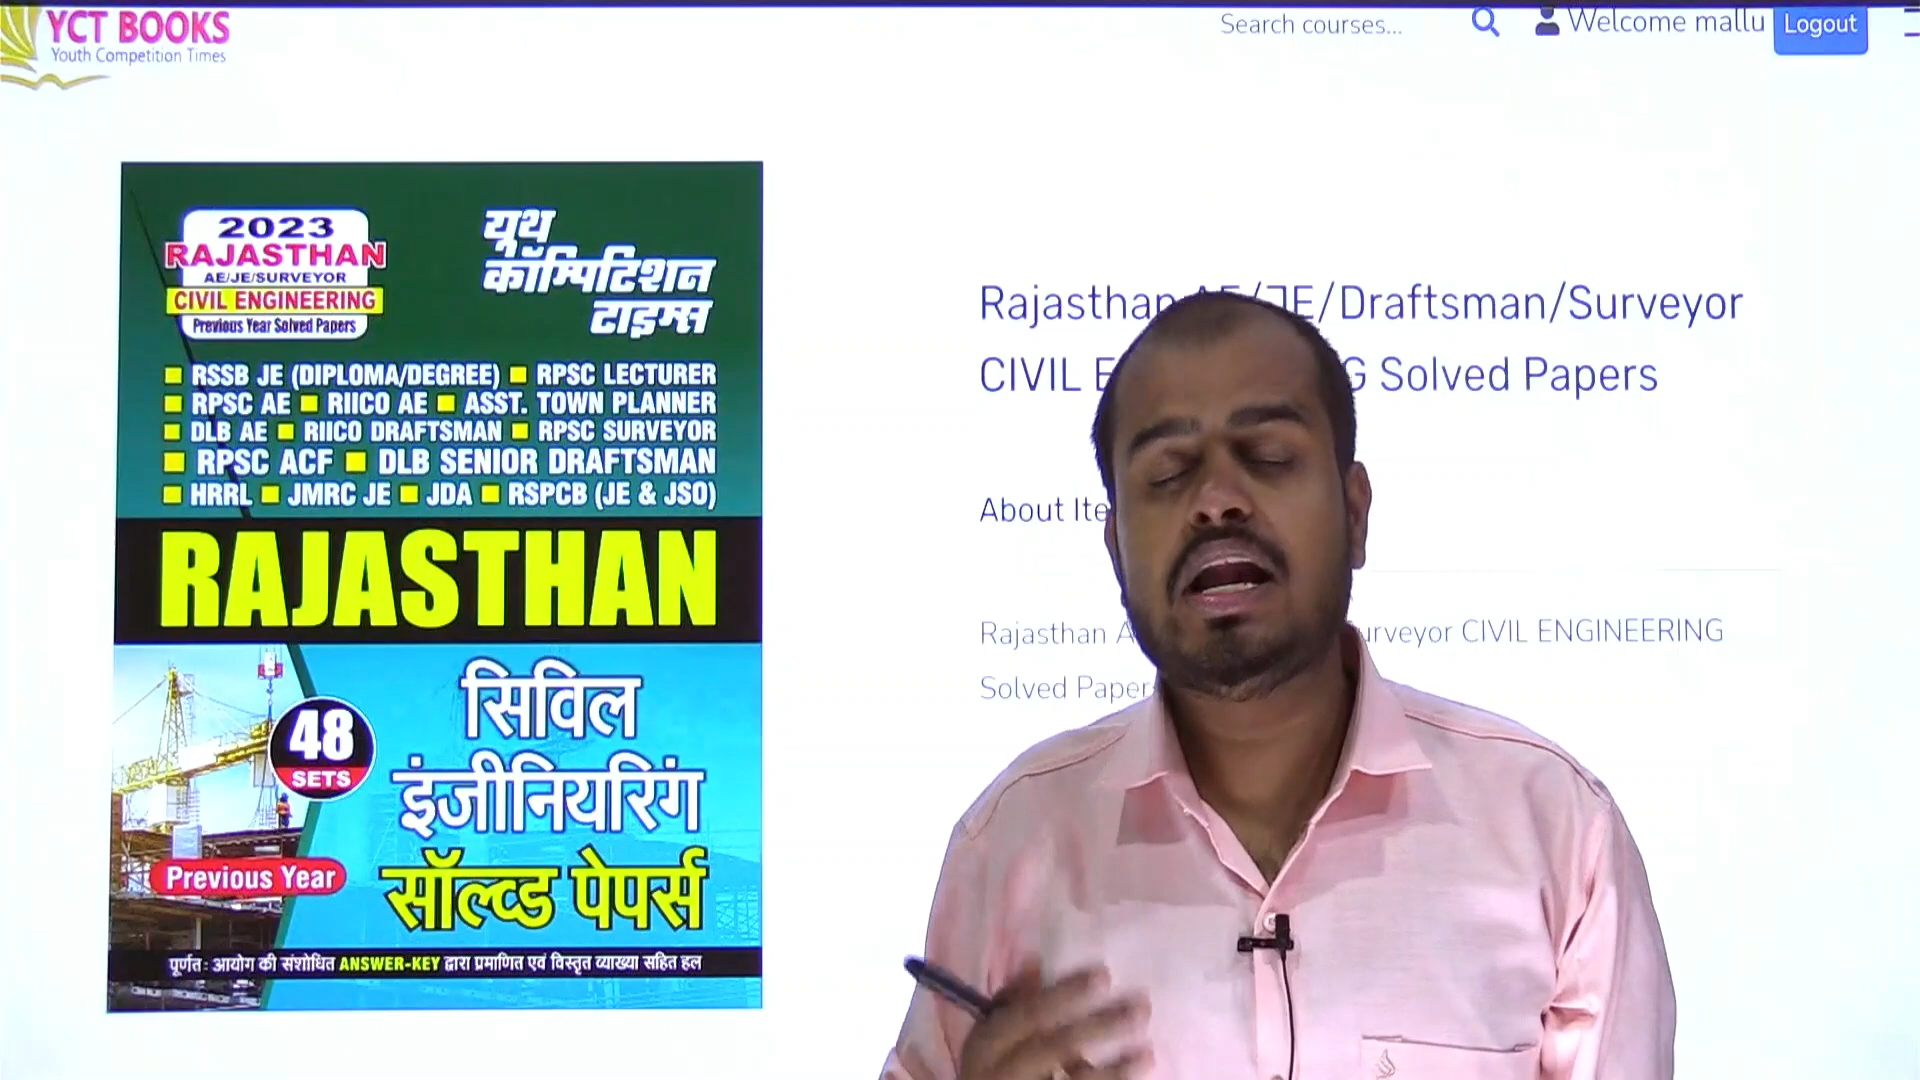 YCT BOOKS
Youth Competition Times
Search courses...
Welcome mallu
Logout
2023
RAJASTHAN
AE/JE/SURVEYOR
CIVIL ENGINEERING
Previous Year Solved Papers
यूथ
कॉम्पिटिशन
टाइम्स
RSSB JE (DIPLOMA/DEGREE) RPSC LECTURER
RPSC AE RIICO AE ASST. TOWN PLANNER
DLB AE RIICO DRAFTSMAN RPSC SURVEYOR
RPSC ACF DLB SENIOR DRAFTSMAN
HRRL JMRC JE JDA RSPCB (JE & JSO)
RAJASTHAN
48
SETS
सिविल
इंजीनियरिंग
सॉल्व्ड पेपर्स
Previous Year
पूर्णत: आयोग की संशोधित ANSWER-KEY द्वारा प्रमाणित एवं विस्तृत व्याख्या सहित हल
Rajasthan AE/JE/Draftsman/Surveyor
CIVIL Solved Papers
About
Rajasthan CIVIL ENGINEERING
Solved